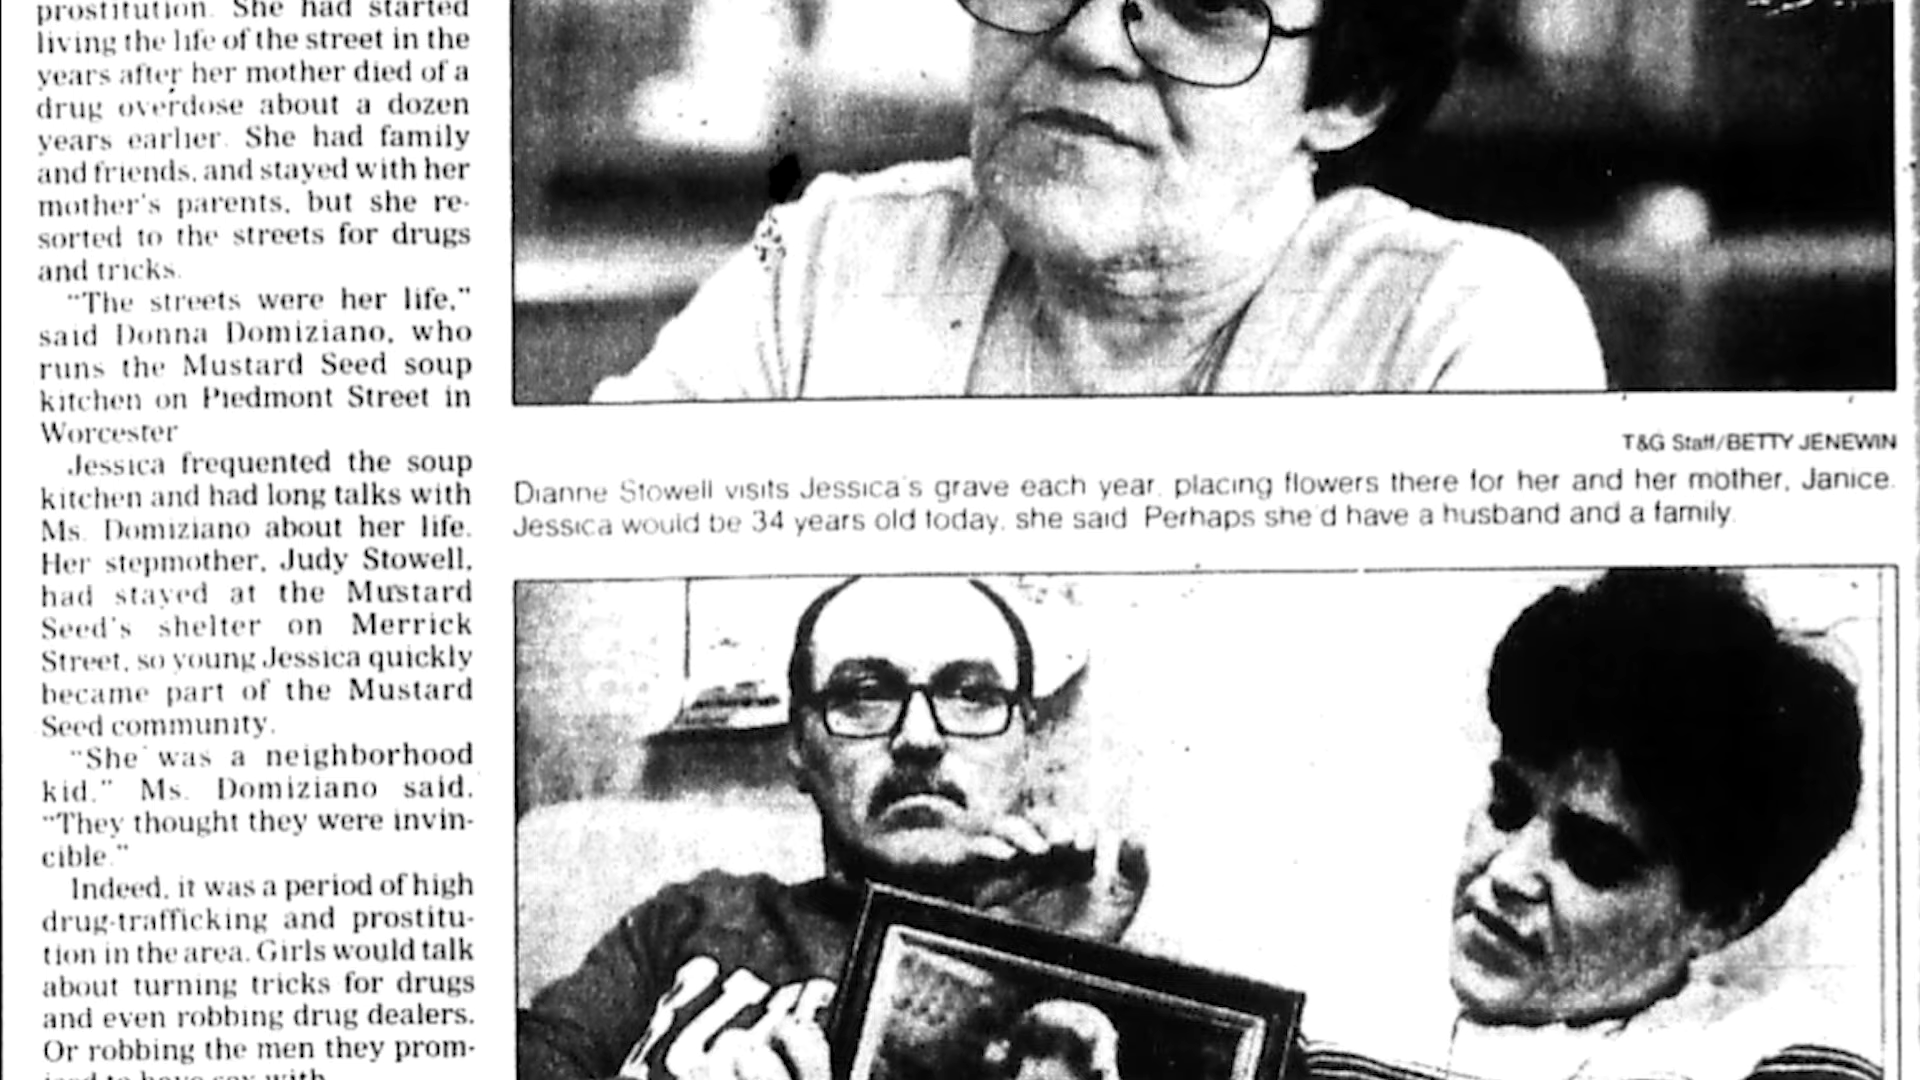 prostitution. She had started
living the life of the street in the
years after her mother died of a
drug overdose about a dozen
years earlier. She had family
and friends, and stayed with her
mother's parents, but she re-
sorted to the streets for drugs
and tricks.
"The streets were her life,"
said Donna Domiziano, who
runs the Mustard Seed soup
kitchen on Piedmont Street in
Worcester
Jessica frequented the soup
kitchen and had long talks with
Ms. Domiziano about her life.
Her stepmother, Judy Stowell,
had stayed at the Mustard
Seed's shelter on Merrick
Street, so young Jessica quickly
became part of the Mustard
Seed community.
"She was a neighborhood
kid," Ms. Domiziano said.
"They thought they were invin-
cible."
Indeed, it was a period of high
drug-trafficking and prostitu-
tion in the area. Girls would talk
about turning tricks for drugs
and even robbing drug dealers.
Or robbing the men they prom-
ised to have sex with.
T&G Staff/BETTY JENEWIN
Dianne Stowell visits Jessica's grave each year, placing flowers there for her and her mother, Janice.
Jessica would be 34 years old today, she said. Perhaps she'd have a husband and a family.